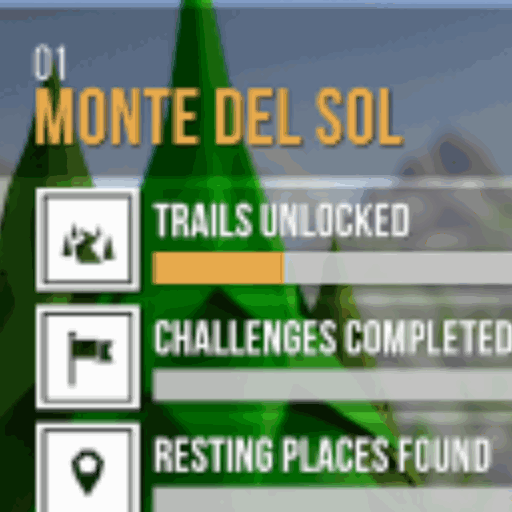 01
MONTE DEL SOL
TRAILS UNLOCKED
CHALLENGES COMPLETED
RESTING PLACES FOUND